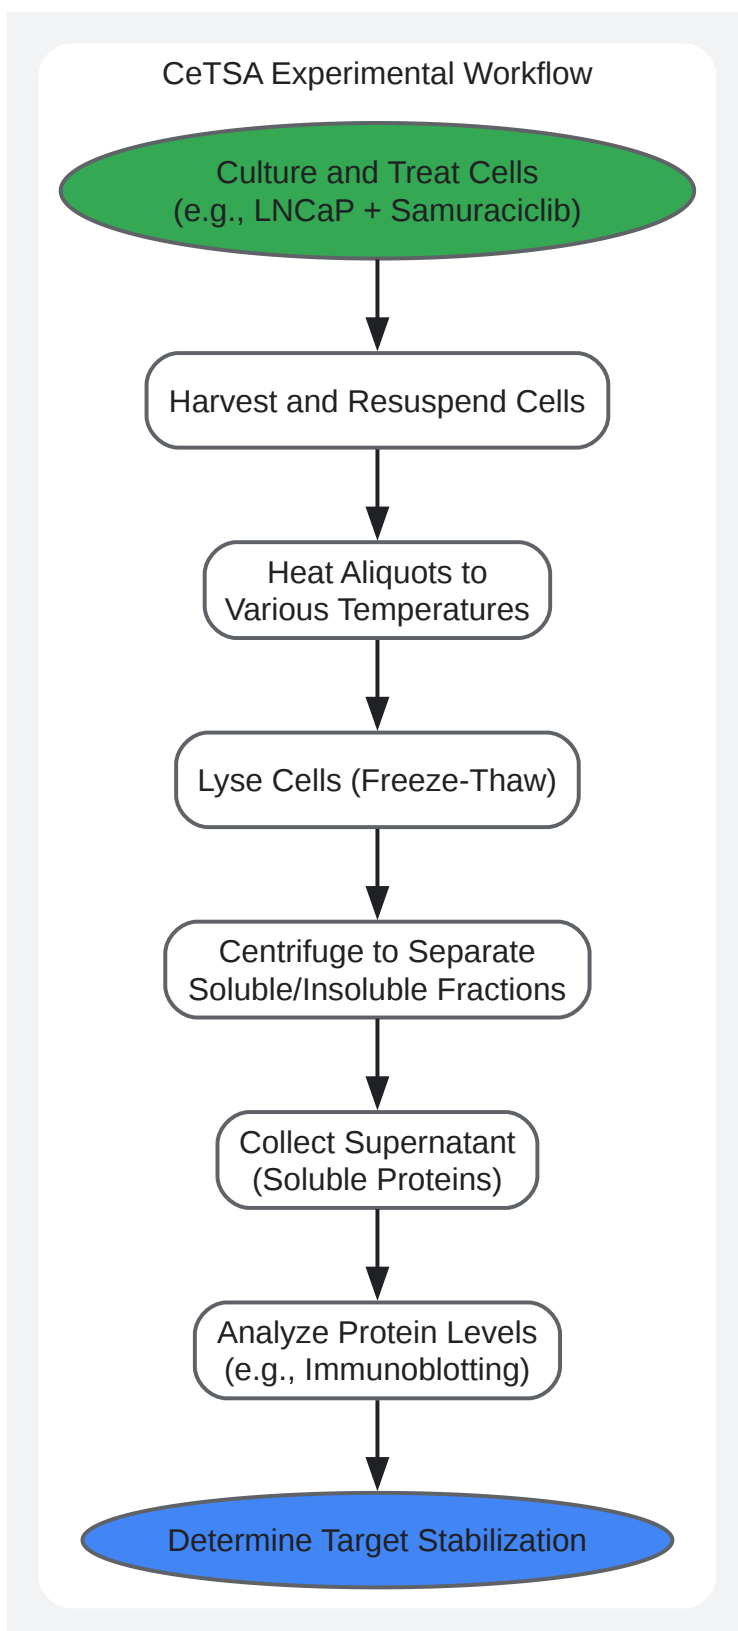 CeTSA Experimental Workflow
Culture and Treat Cells
(e.g., LNCaP + Samuraciclib)
Harvest and Resuspend Cells
Heat Aliquots to
Various Temperatures
Lyse Cells (Freeze-Thaw)
Centrifuge to Separate
Soluble/Insoluble Fractions
Collect Supernatant
(Soluble Proteins)
Analyze Protein Levels
(e.g., Immunoblotting)
Determine Target Stabilization